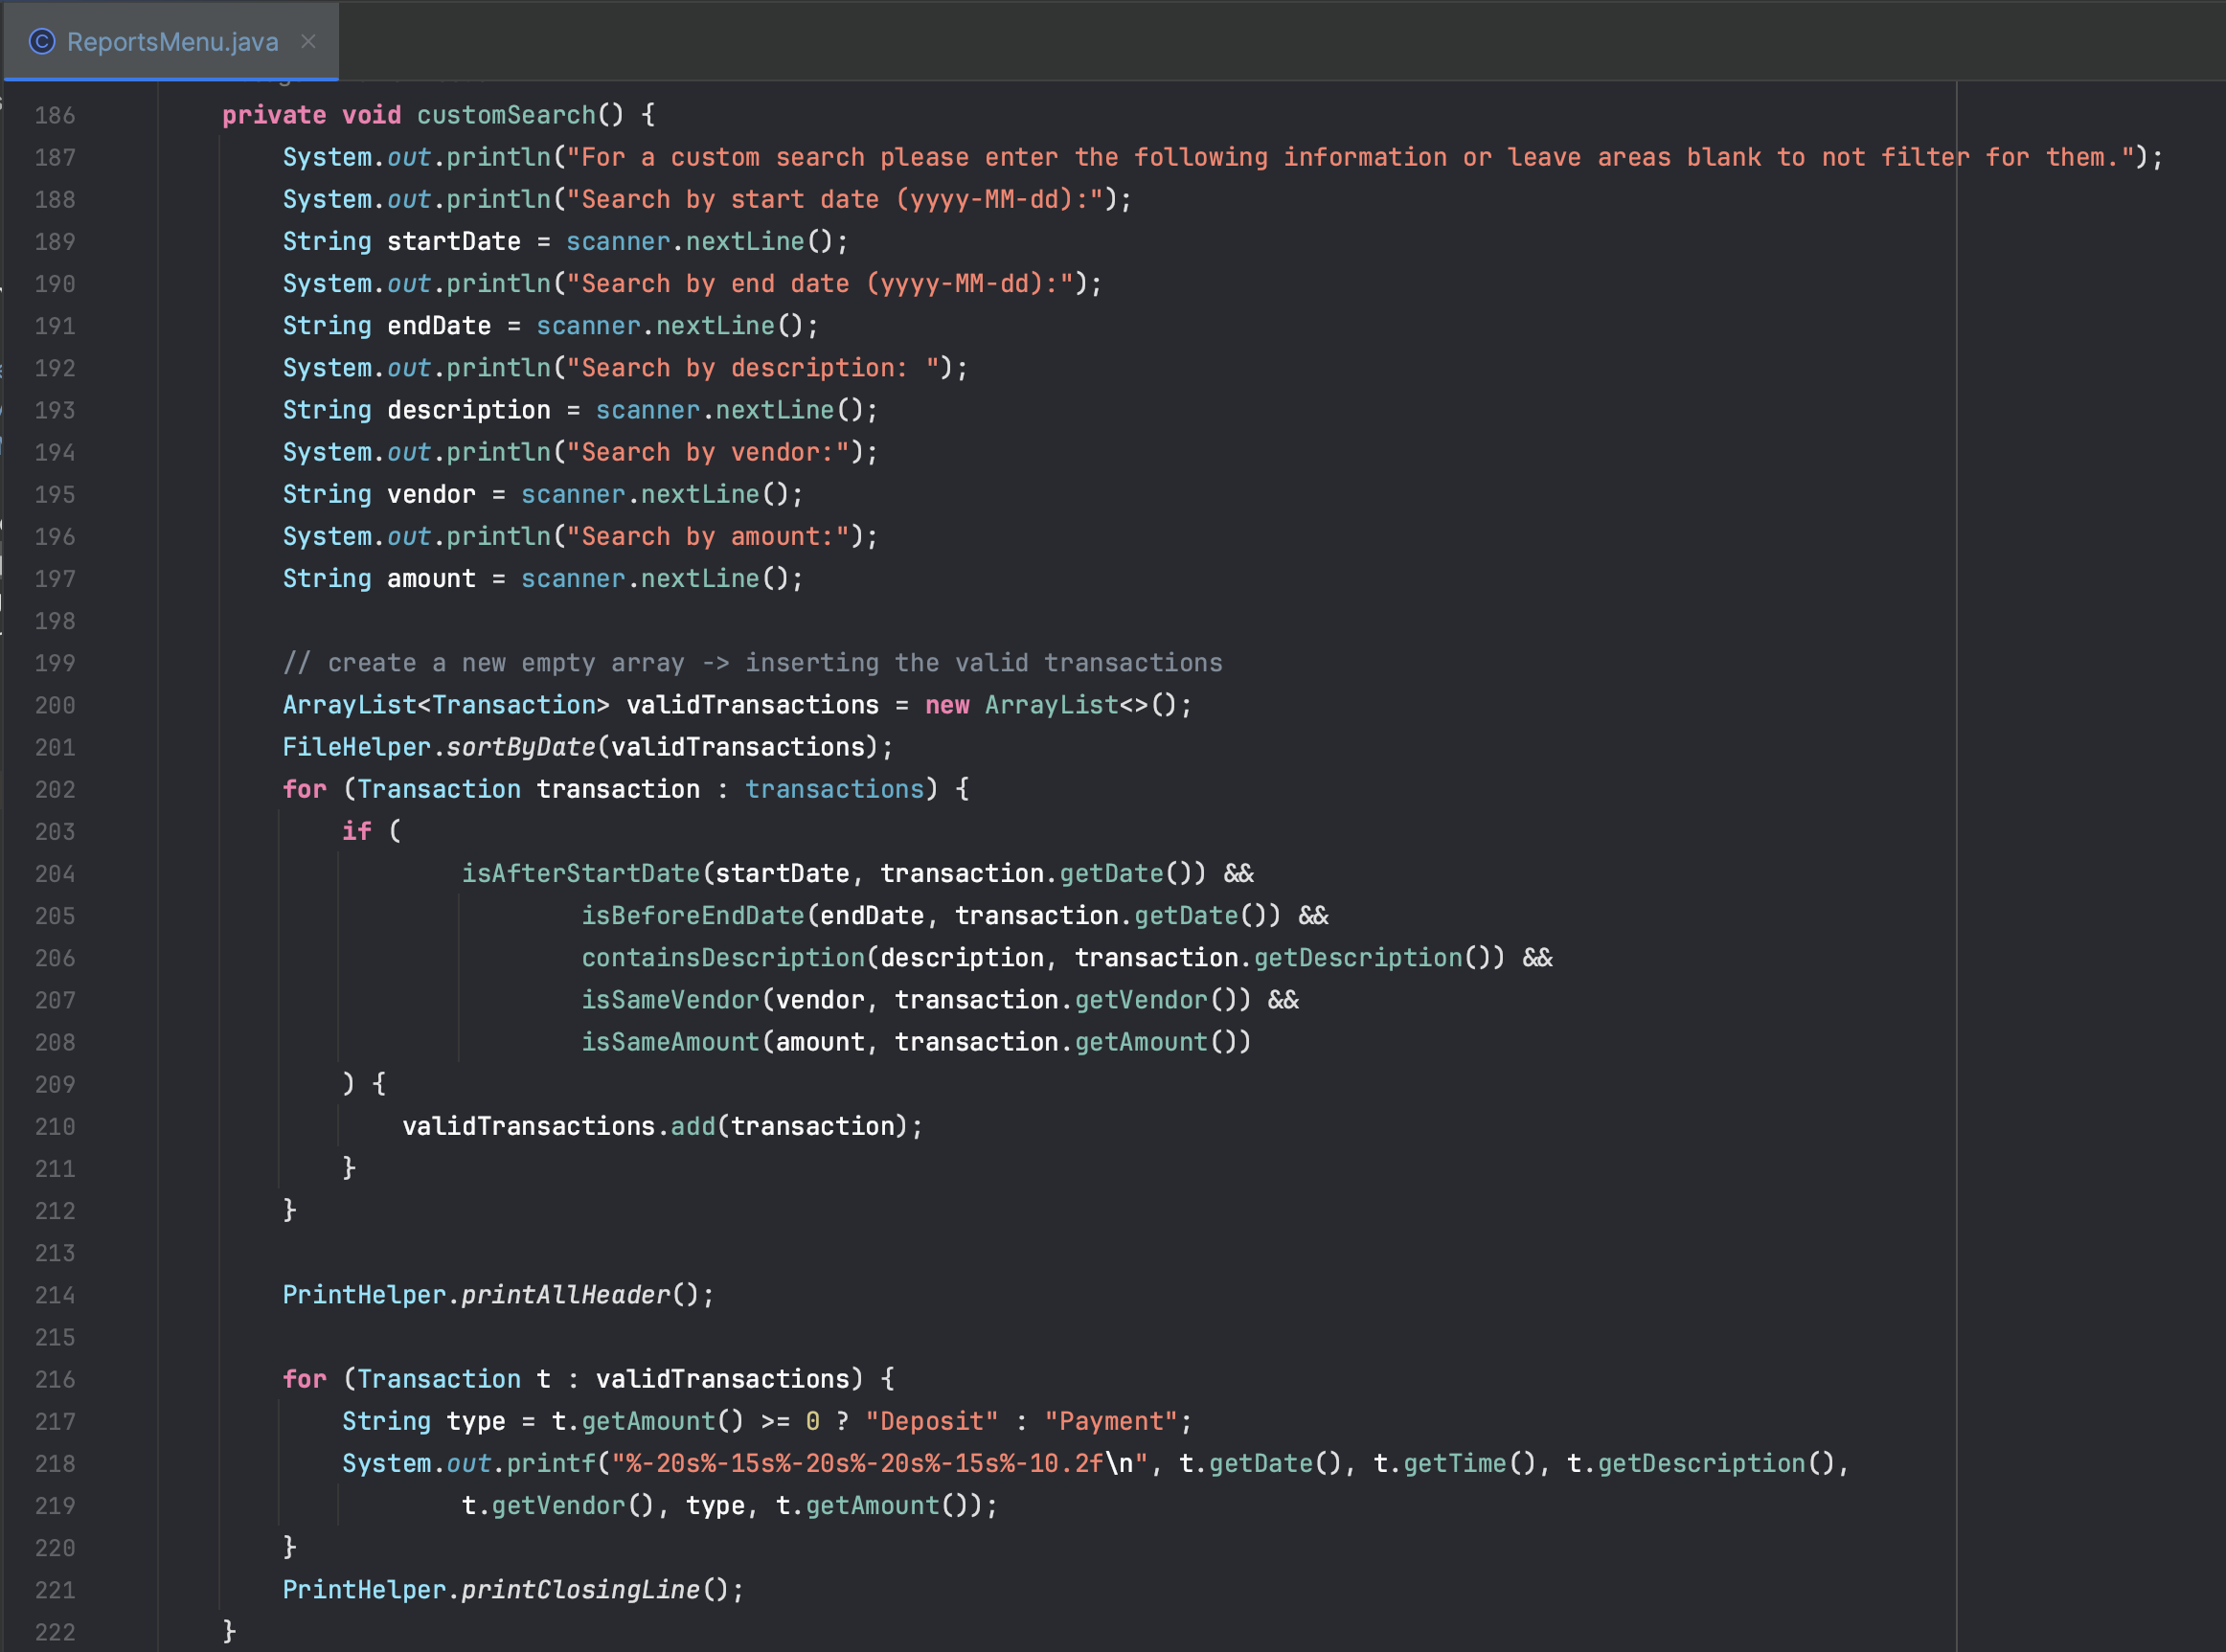 ReportsMenu.java
186 private void customSearch() {
187 System.out.println("For a custom search please enter the following information or leave areas blank to not filter for them.");
188 System.out.println("Search by start date (yyyy-MM-dd):");
189 String startDate = scanner.nextLine();
190 System.out.println("Search by end date (yyyy-MM-dd):");
191 String endDate = scanner.nextLine();
192 System.out.println("Search by description: ");
193 String description = scanner.nextLine();
194 System.out.println("Search by vendor:");
195 String vendor = scanner.nextLine();
196 System.out.println("Search by amount:");
197 String amount = scanner.nextLine();
198
199 // create a new empty array -> inserting the valid transactions
200 ArrayList<Transaction> validTransactions = new ArrayList<>();
201 FileHelper.sortByDate(validTransactions);
202 for (Transaction transaction : transactions) {
203 if (
204 isAfterStartDate(startDate, transaction.getDate()) &&
205 isBeforeEndDate(endDate, transaction.getDate()) &&
206 containsDescription(description, transaction.getDescription()) &&
207 isSameVendor(vendor, transaction.getVendor()) &&
208 isSameAmount(amount, transaction.getAmount())
209 ) {
210 validTransactions.add(transaction);
211 }
212 }
213
214 PrintHelper.printAllHeader();
215
216 for (Transaction t : validTransactions) {
217 String type = t.getAmount() >= 0 ? "Deposit" : "Payment";
218 System.out.printf("%-20s%-15s%-20s%-20s%-15s%-10.2f\n", t.getDate(), t.getTime(), t.getDescription(),
219 t.getVendor(), type, t.getAmount());
220 }
221 PrintHelper.printClosingLine();
222 }